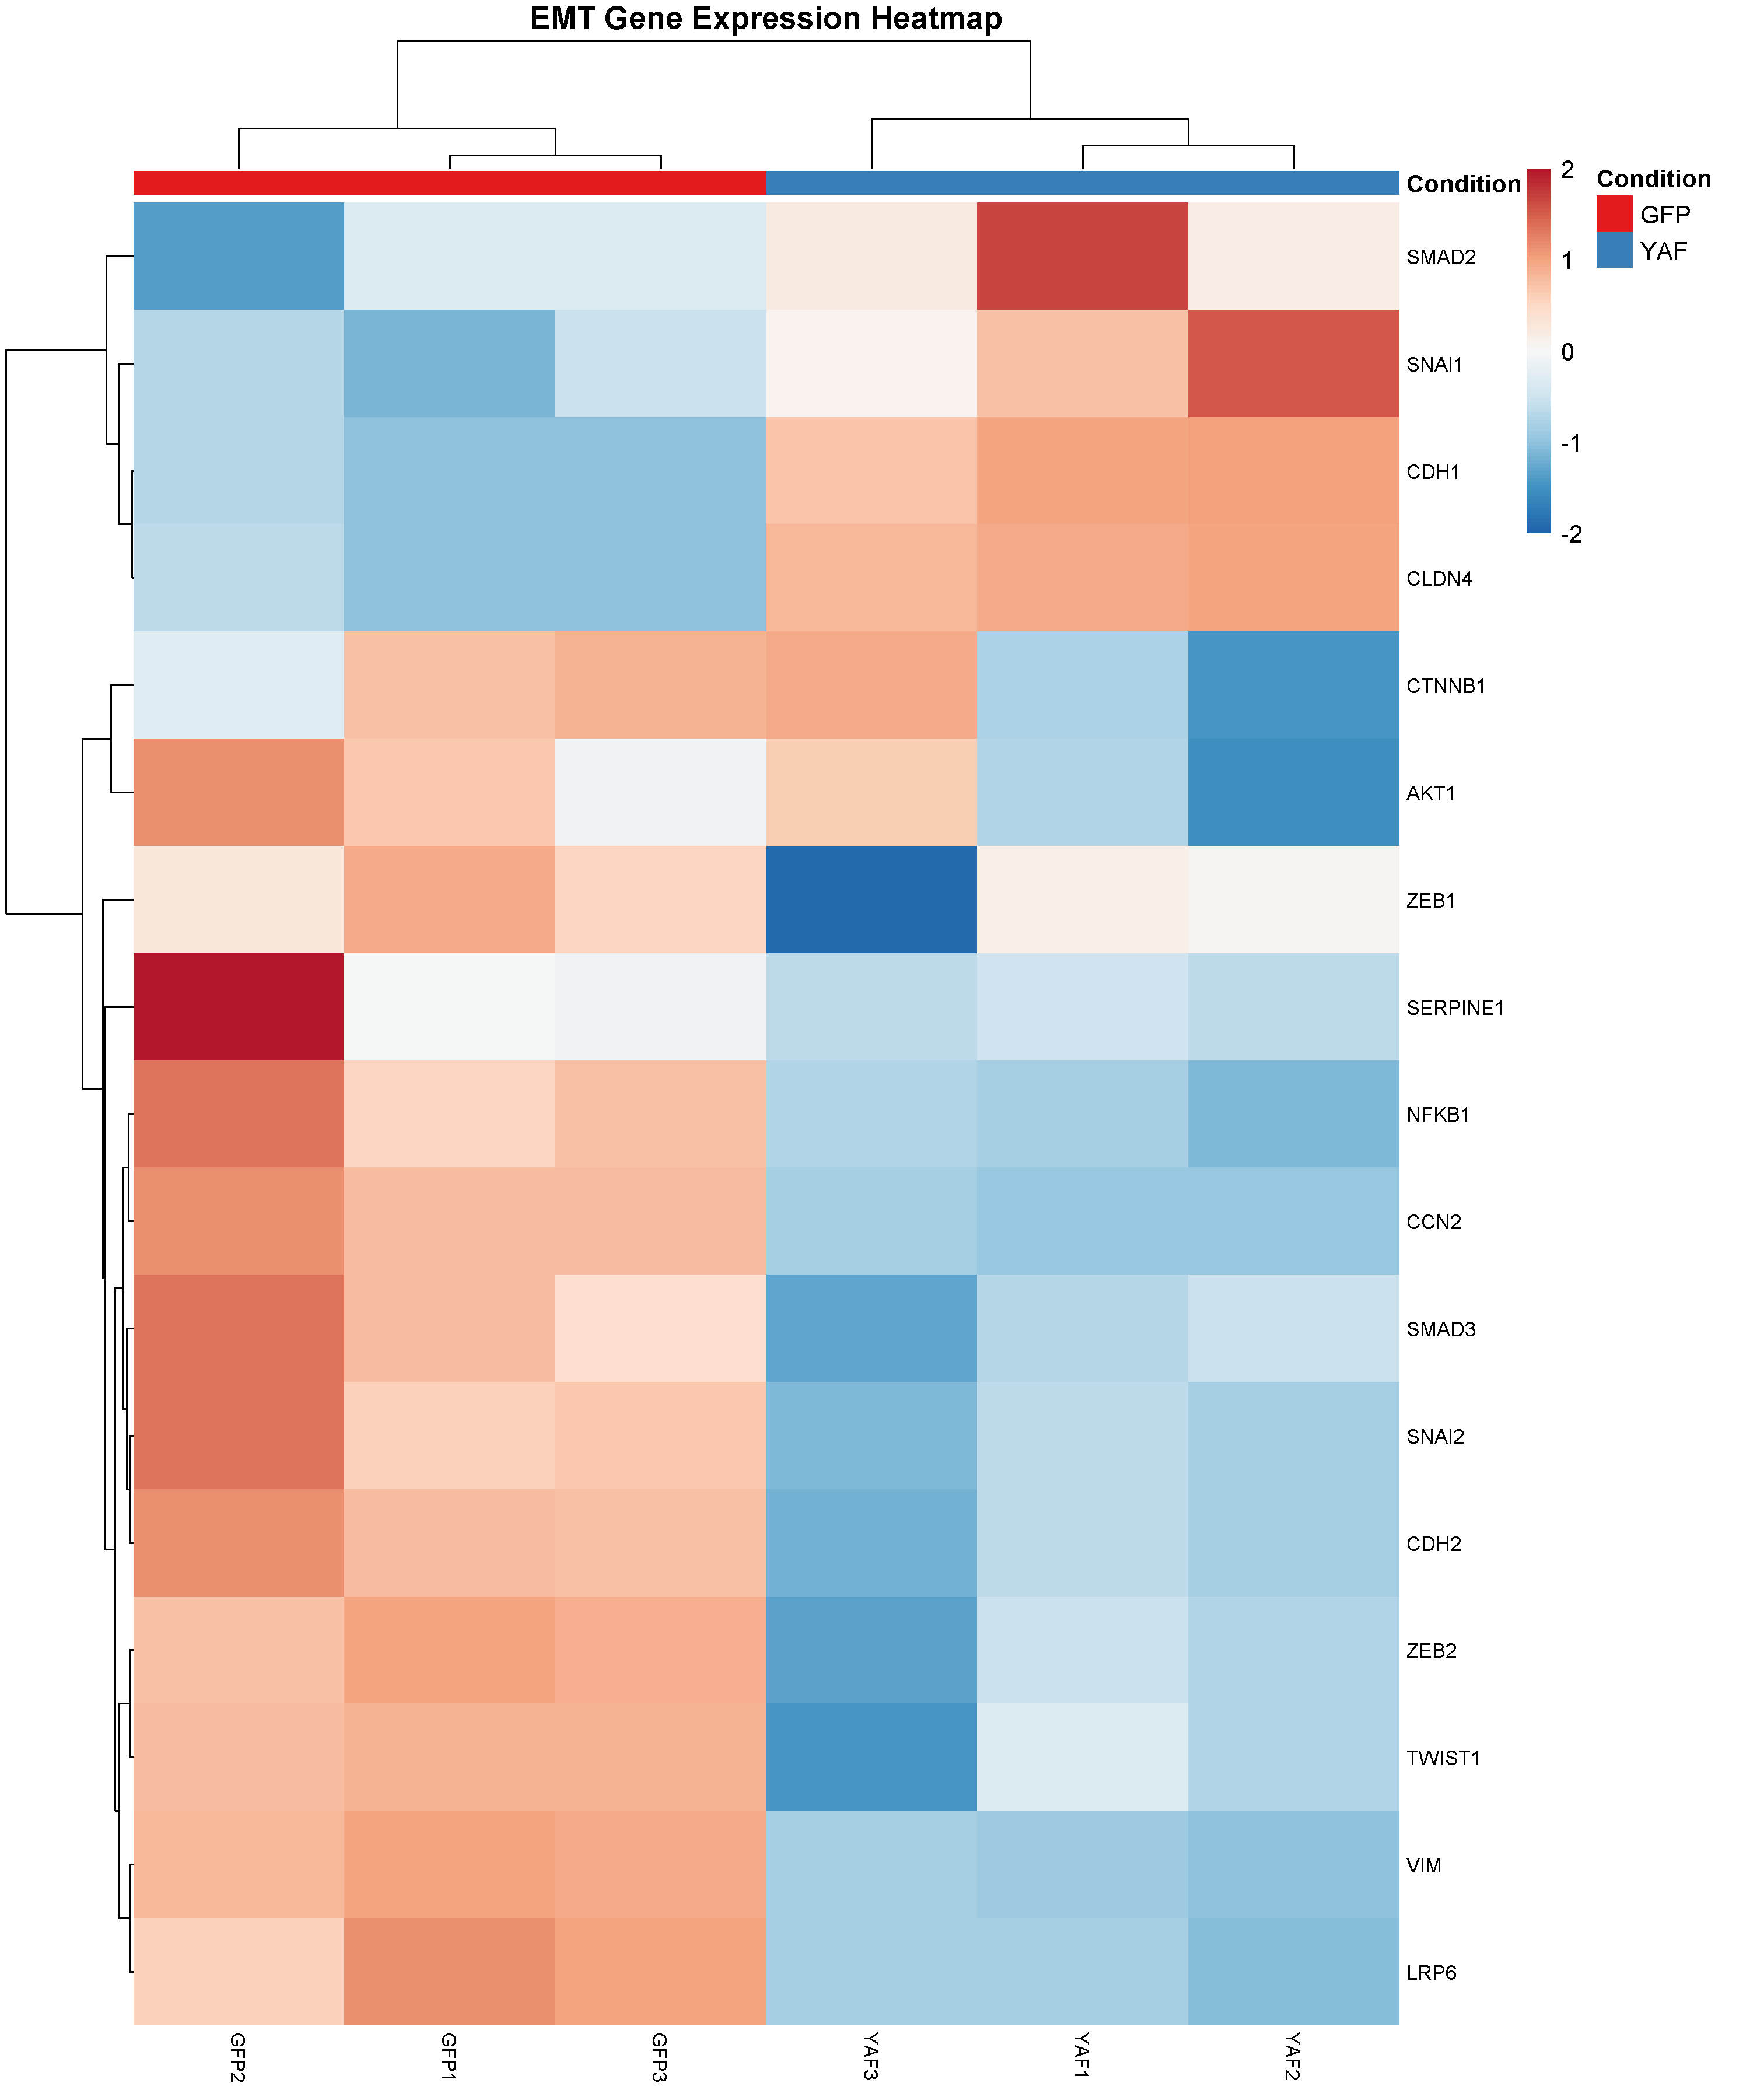 EMT Gene Expression Heatmap
Condition
2
1
0
-1
-2
Condition
GFP
YAF
SMAD2
SNAI1
CDH1
CLDN4
CTNNB1
AKT1
ZEB1
SERPINE1
NFKB1
CCN2
SMAD3
SNAI2
CDH2
ZEB2
TWIST1
VIM
LRP6
GFP2
GFP1
GFP3
YAF3
YAF1
YAF2